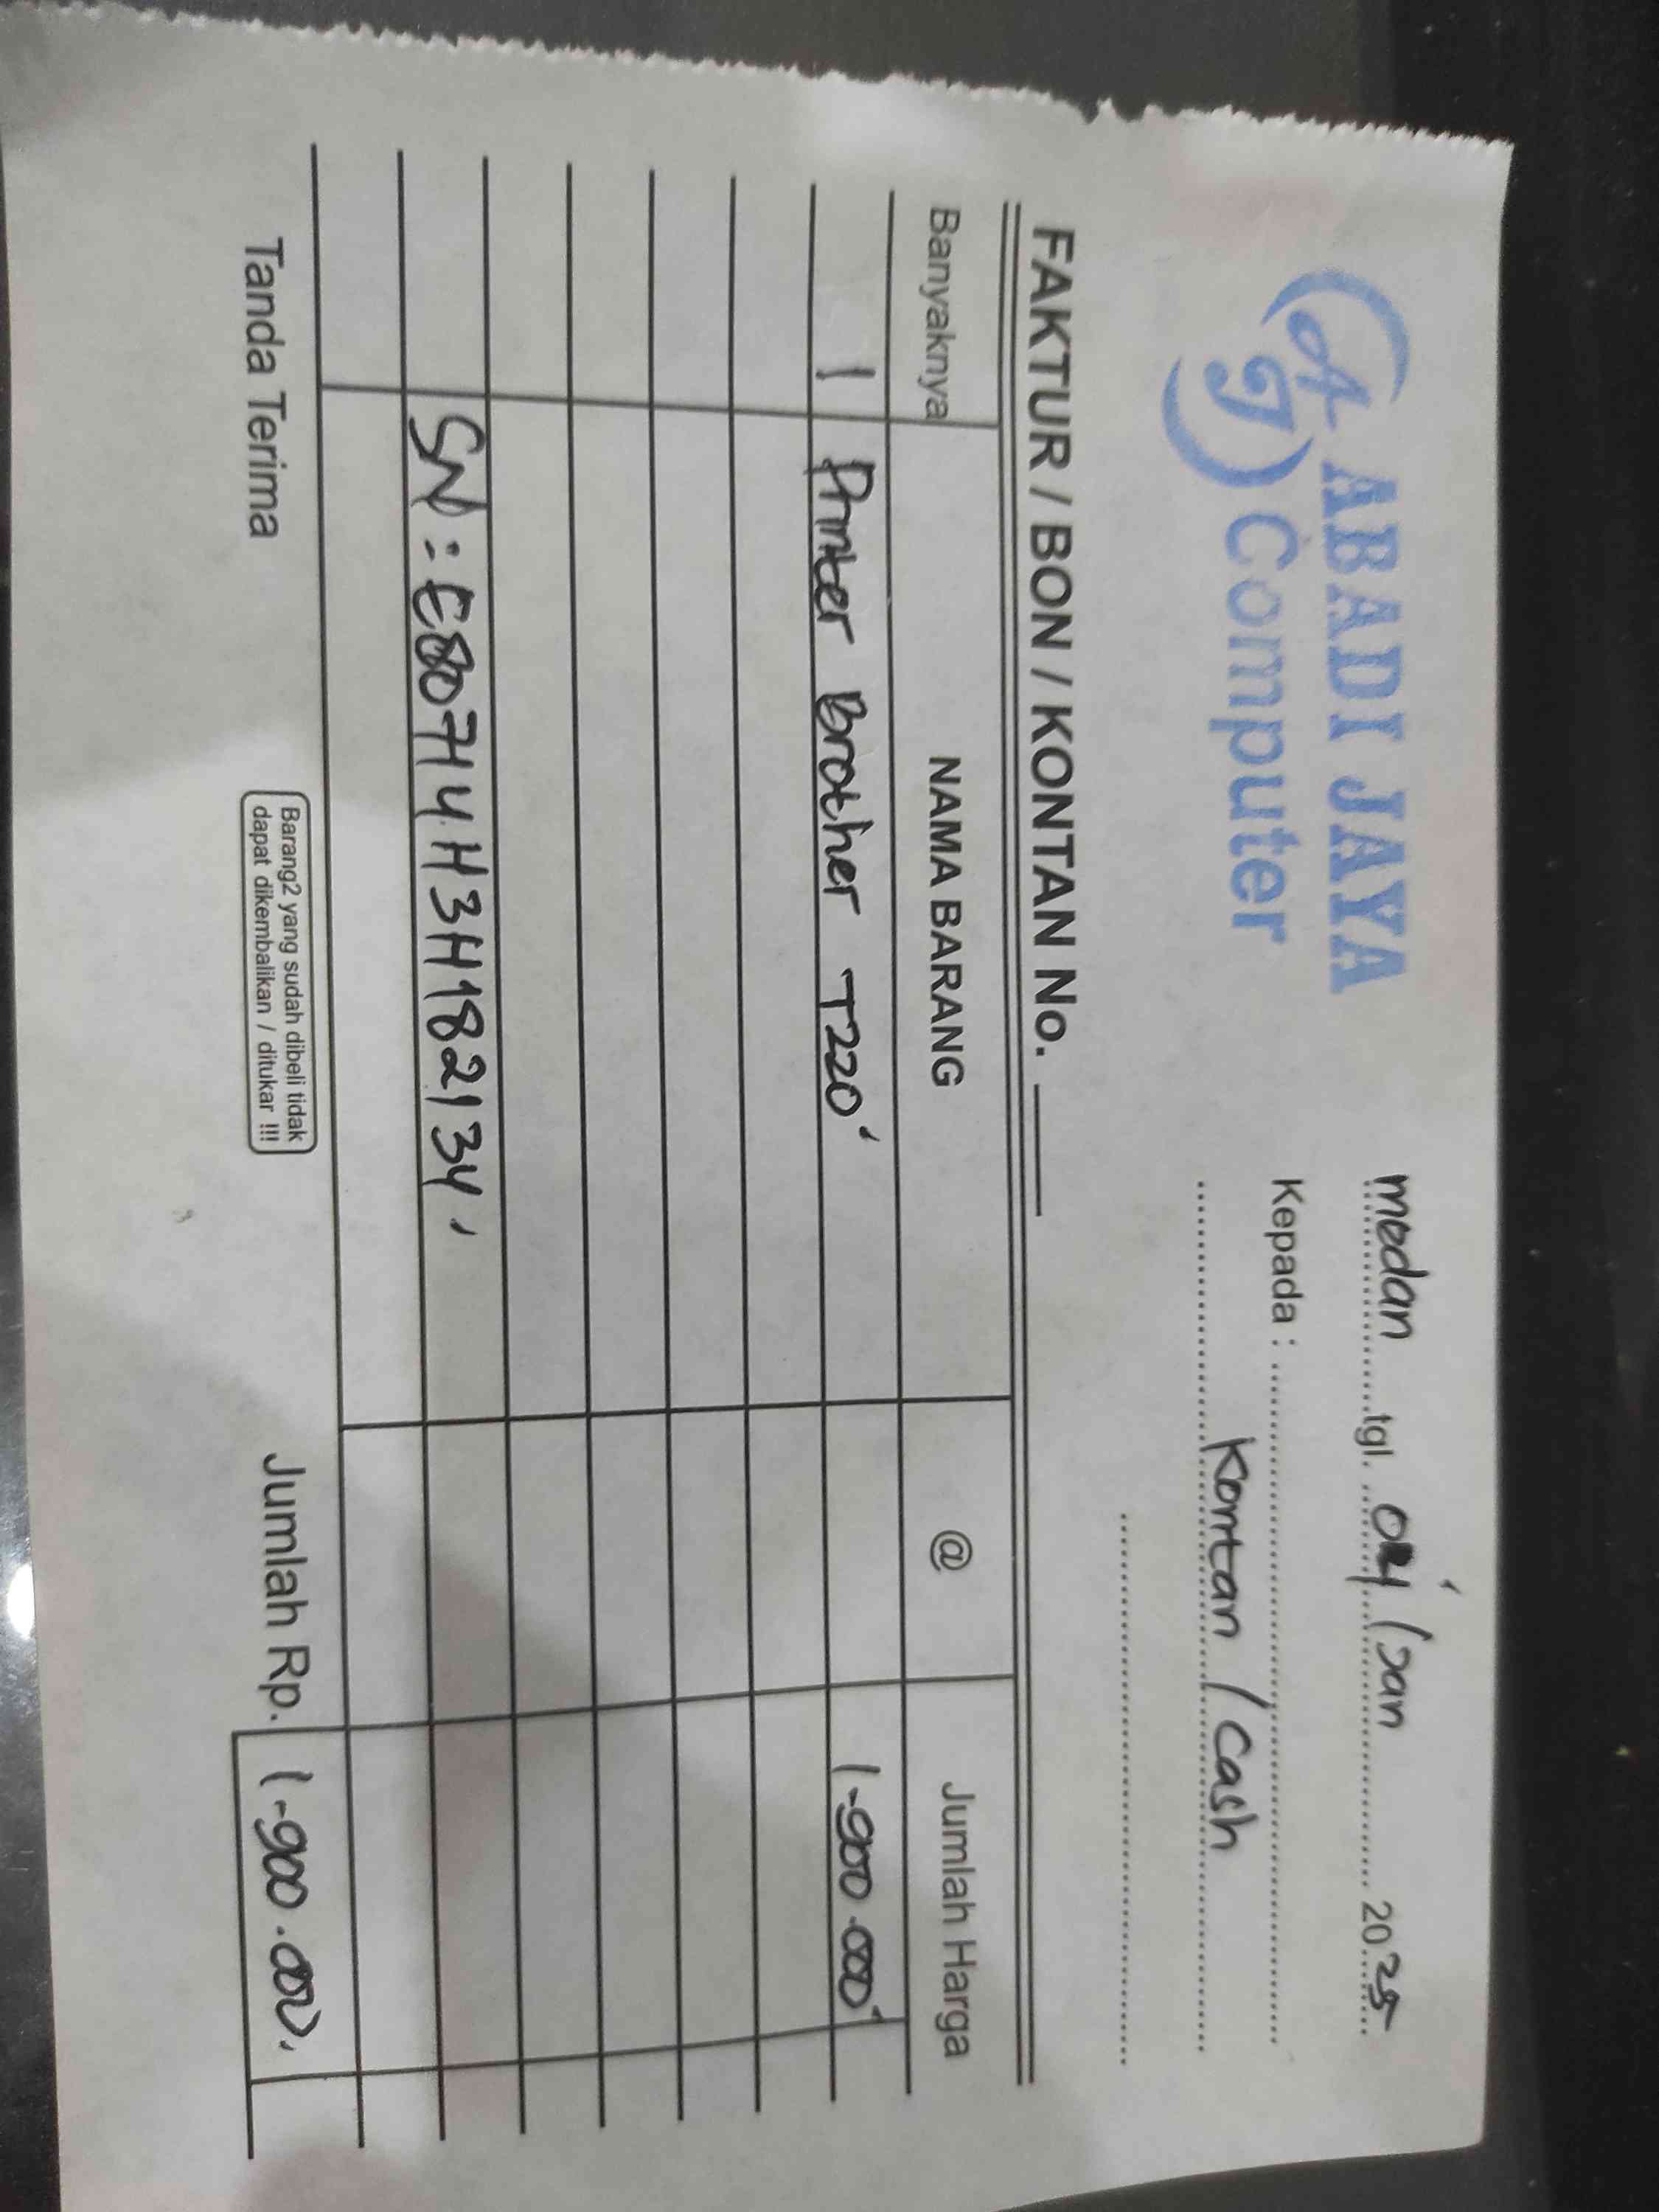 AJ ABADI JAYA
Computer
medan tgl. 04 / Jan 2025
Kepada :
Kontan / Cash
FAKTUR / BON / KONTAN No.
Banyaknya NAMA BARANG @ Jumlah Harga
1 Printer Brother T220 1.900.000
SN : E80714H3H182134
Tanda Terima
Barang2 yang sudah dibeli tidak
dapat dikembalikan / ditukar !!!
Jumlah Rp. 1.900.000